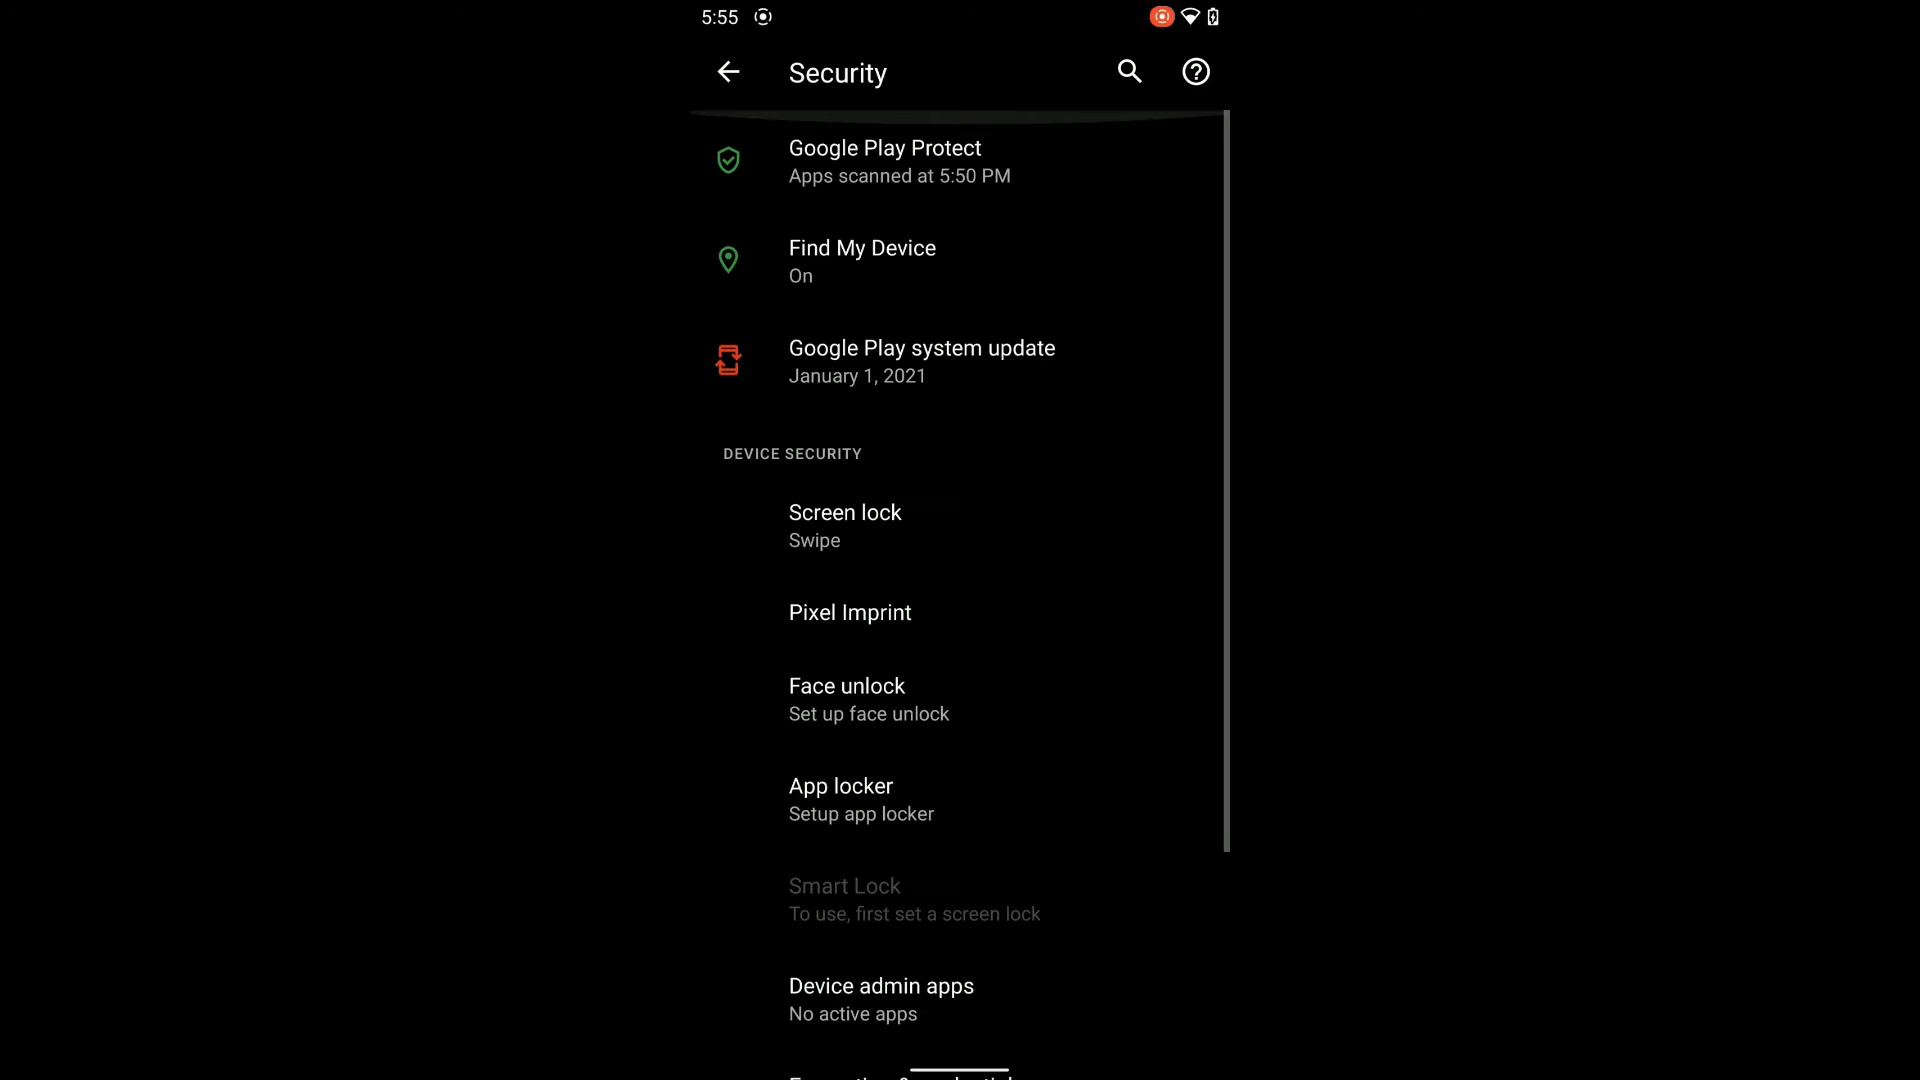 5:55
Security
Google Play Protect
Apps scanned at 5:50 PM
Find My Device
On
Google Play system update
January 1, 2021
DEVICE SECURITY
Screen lock
Swipe
Pixel Imprint
Face unlock
Set up face unlock
App locker
Setup app locker
Smart Lock
To use, first set a screen lock
Device admin apps
No active apps